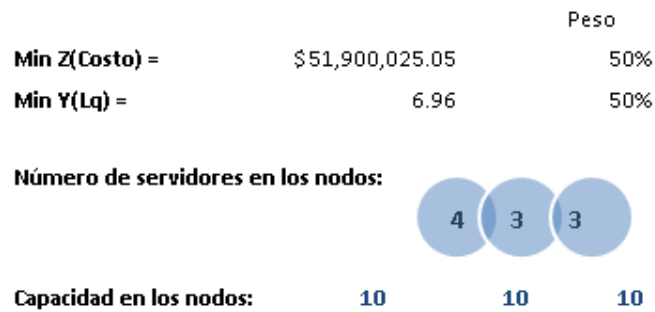 Peso
Min Z(Costo) = $51,900,025.05 50%
Min Y(Lq) = 6.96 50%
Número de servidores en los nodos:
4 3 3
Capacidad en los nodos: 10 10 10